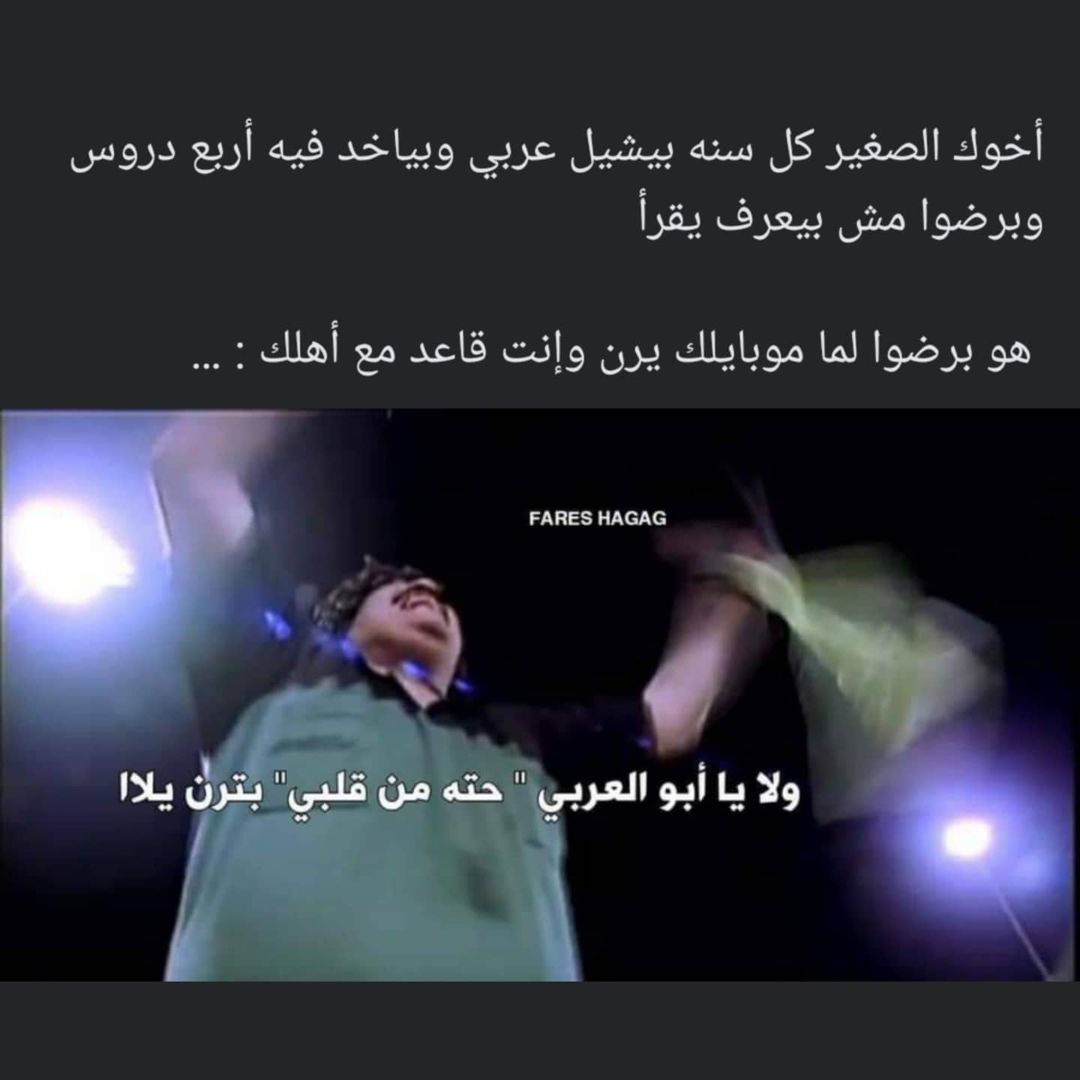 أخوك الصغير كل سنه بيشيل عربي وبياخد فيه أربع دروس
وبرضوا مش بيعرف يقرأ
هو برضوا لما موبايلك يرن وإنت قاعد مع أهلك : ...
FARES HAGAG
ولا يا أبو العربي " حته من قلبي" بترن يلاا